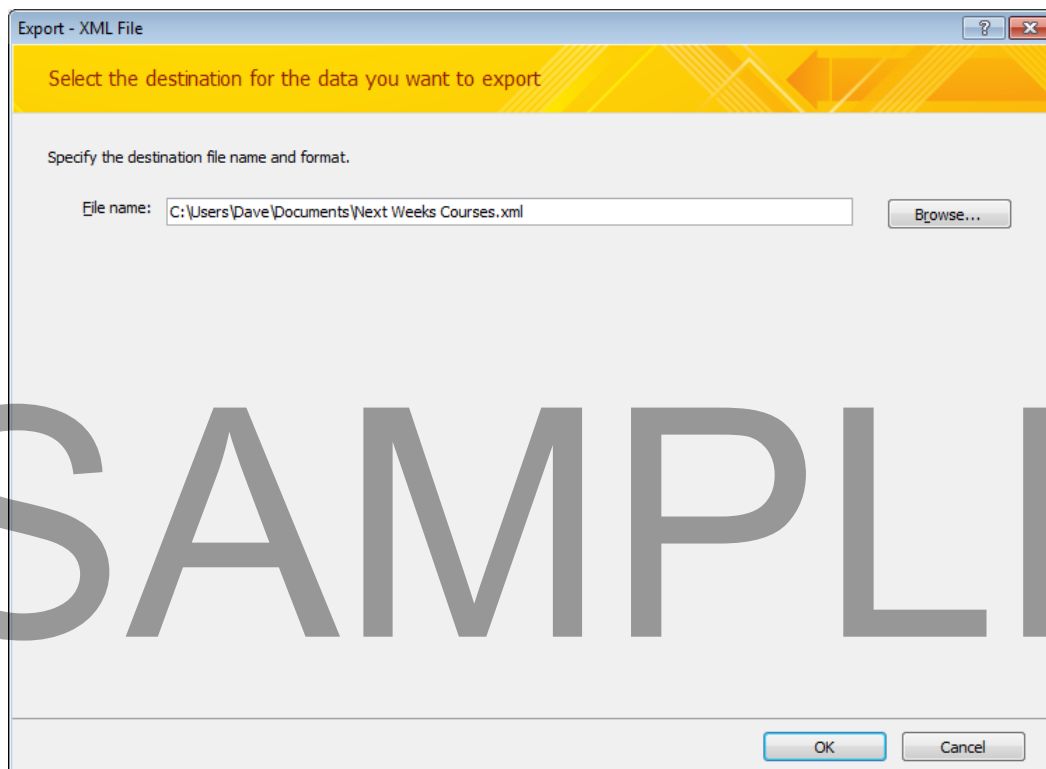 Export - XML File
Select the destination for the data you want to export
Specify the destination file name and format.
File name: C:\Users\Dave\Documents\Next Weeks Courses.xml Browse...
SAMPL
OK Cancel